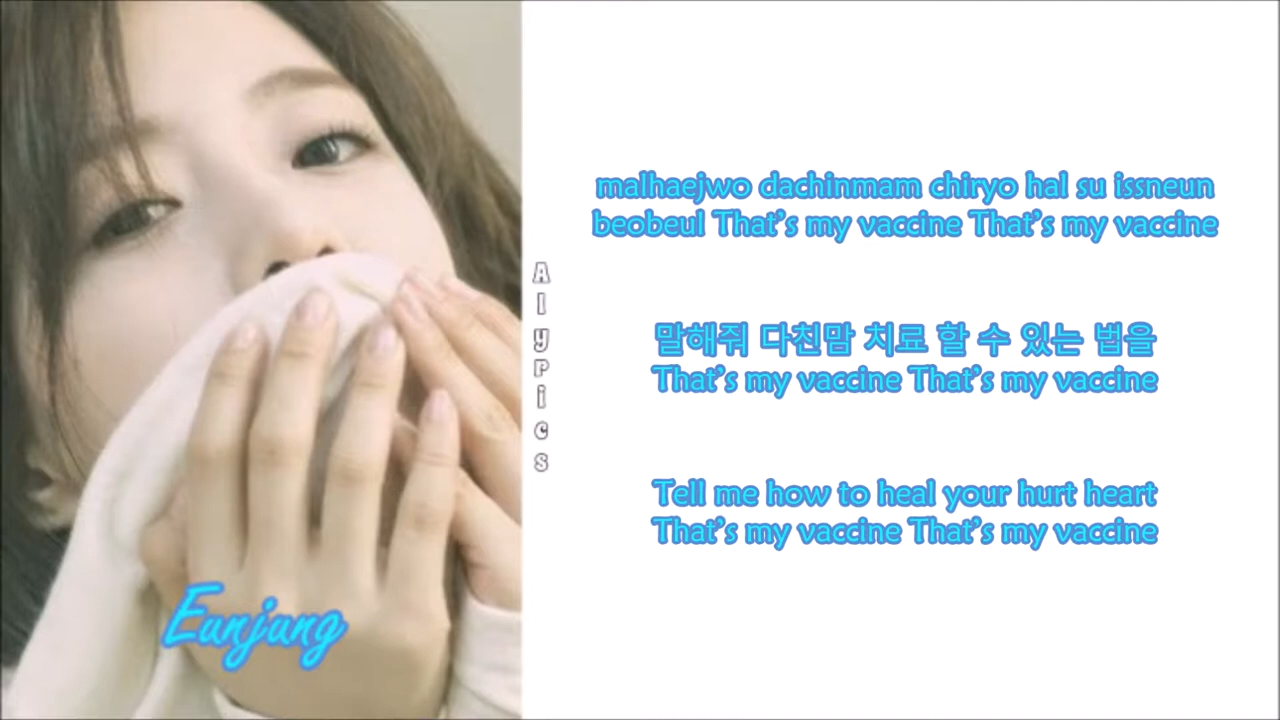 malhaejwo dachinmam chiryo hal su issneun
beobeul That's my vaccine That's my vaccine
말해줘 다친맘 치료 할 수 있는 법을
That's my vaccine That's my vaccine
Tell me how to heal your hurt heart
That's my vaccine That's my vaccine
Alyrics
Eunjung